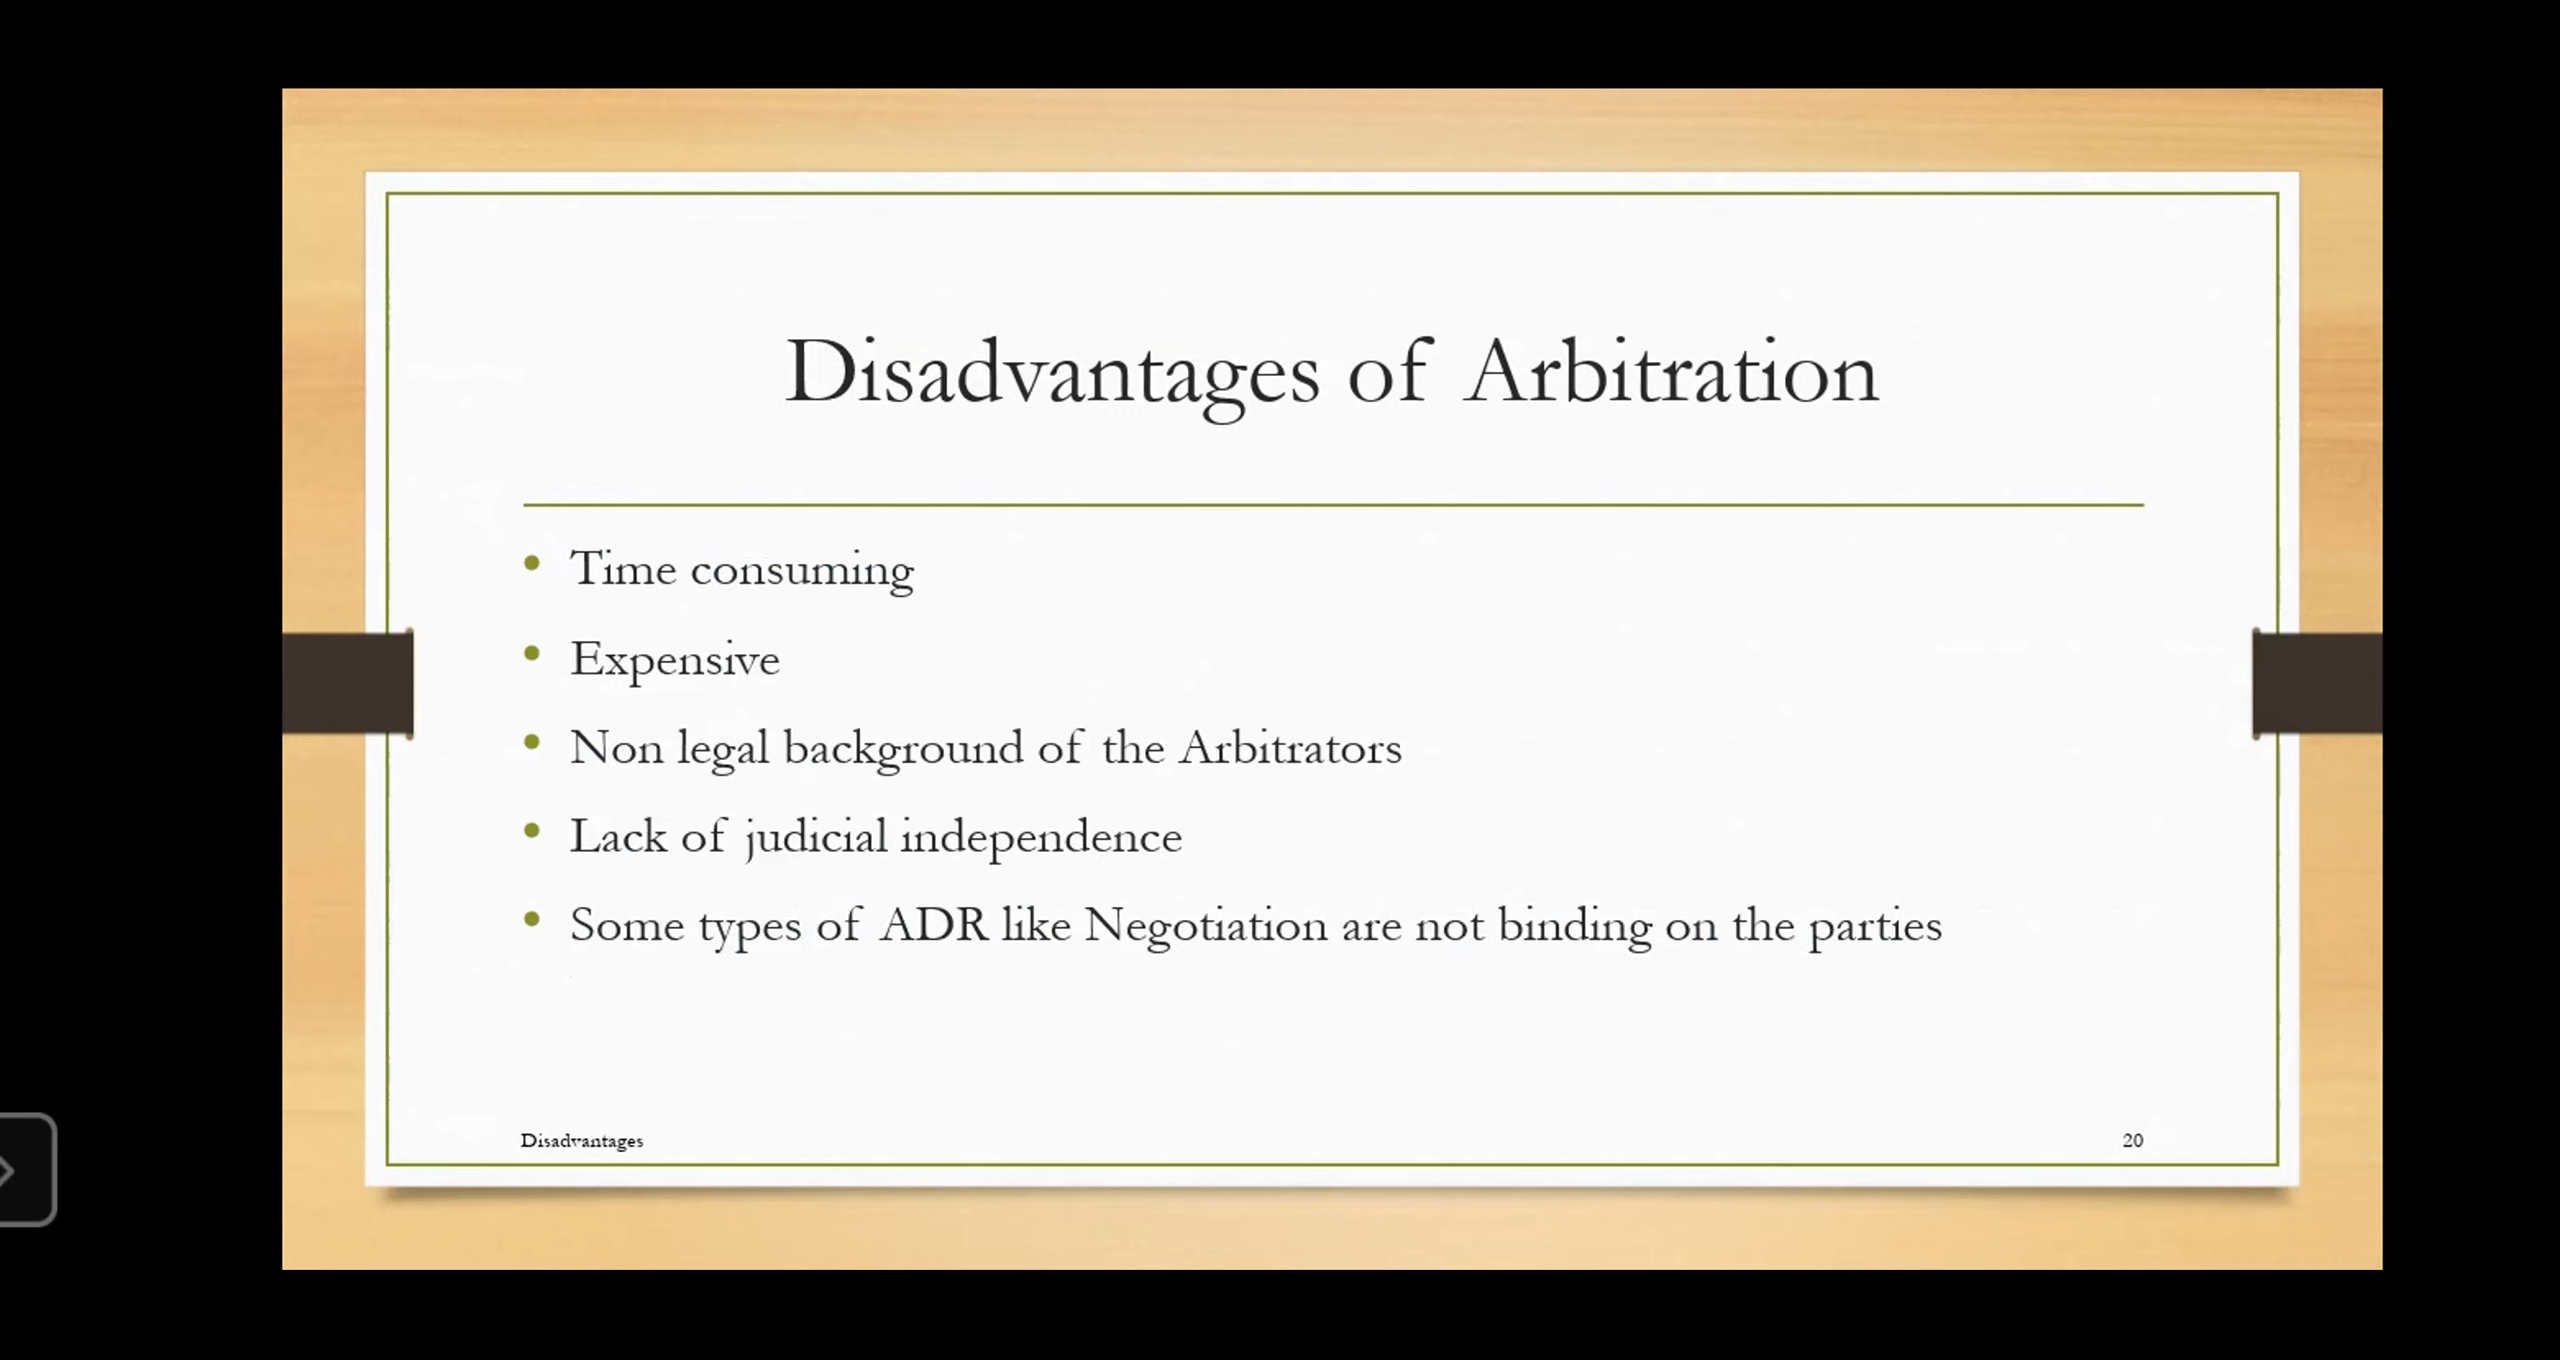 Disadvantages of Arbitration
Time consuming
Expensive
Non legal background of the Arbitrators
Lack of judicial independence
Some types of ADR like Negotiation are not binding on the parties
Disadvantages
20